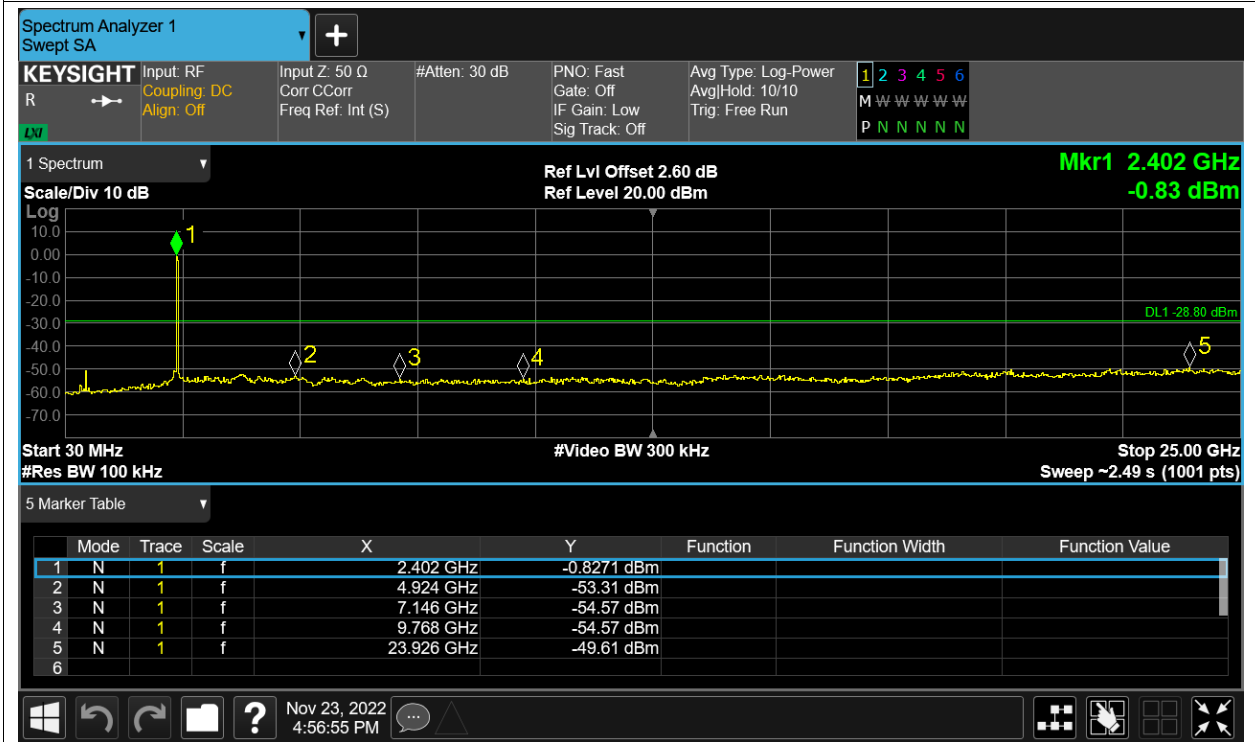 Spectrum Analyzer 1
Swept SA
KEYSIGHT
R
LXI
Input: RF
Coupling: DC
Align: Off
Input Z: 50 Ω
Corr CCorr
Freq Ref: Int (S)
#Atten: 30 dB
PNO: Fast
Gate: Off
IF Gain: Low
Sig Track: Off
Avg Type: Log-Power
Avg|Hold: 10/10
Trig: Free Run
1 2 3 4 5 6
M W W W W W
P N N N N N
1 Spectrum
Scale/Div 10 dB
Ref Lvl Offset 2.60 dB
Ref Level 20.00 dBm
Mkr1 2.402 GHz
-0.83 dBm
Log
10.0
0.00
-10.0
-20.0
-30.0
-40.0
-50.0
-60.0
-70.0
1
2
3
4
5
DL1 -28.80 dBm
Start 30 MHz
#Res BW 100 kHz
#Video BW 300 kHz
Stop 25.00 GHz
Sweep ~2.49 s (1001 pts)
5 Marker Table
Mode Trace Scale X Y Function Function Width Function Value
1 N 1 f 2.402 GHz -0.8271 dBm
2 N 1 f 4.924 GHz -53.31 dBm
3 N 1 f 7.146 GHz -54.57 dBm
4 N 1 f 9.768 GHz -54.57 dBm
5 N 1 f 23.926 GHz -49.61 dBm
6
?
Nov 23, 2022
4:56:55 PM